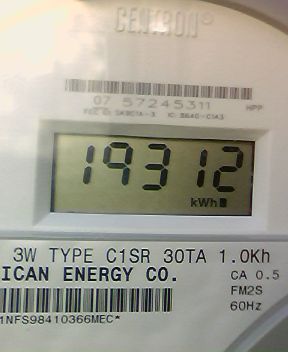 CENTRON®
07 57245311 HPP
19312
kWh
3W TYPE C1SR 30TA 1.0Kh
ICAN ENERGY CO. CA 0.5
FM2S
1NFS98410366MEC* 60Hz